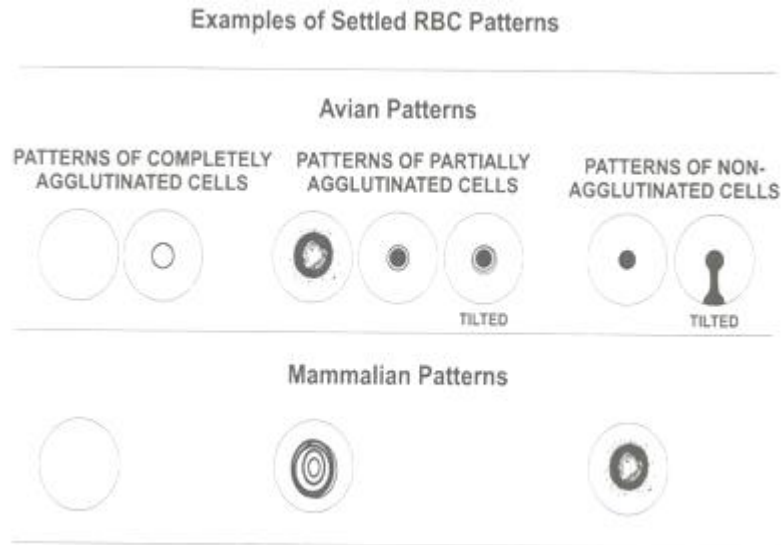 Examples of Settled RBC Patterns
Avian Patterns
PATTERNS OF COMPLETELY
AGGLUTINATED CELLS
PATTERNS OF PARTIALLY
AGGLUTINATED CELLS
PATTERNS OF NON-
AGGLUTINATED CELLS
TILTED
TILTED
Mammalian Patterns